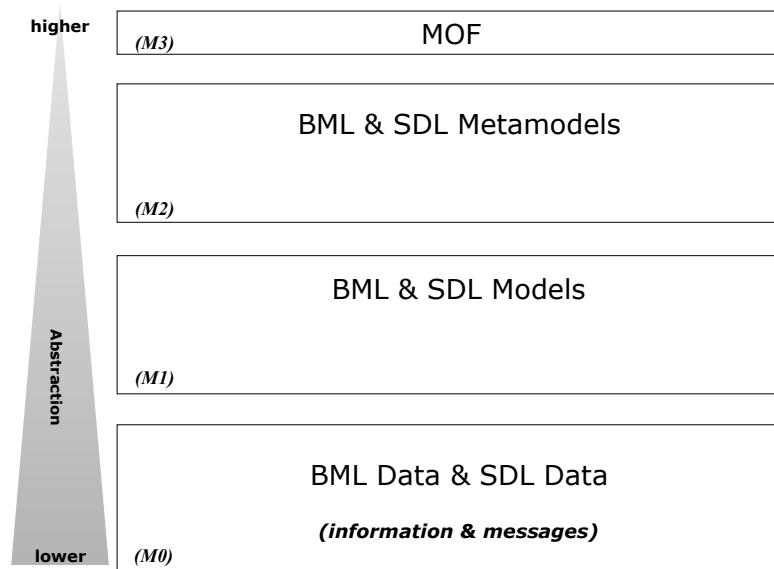 higher
(M3)
MOF
BML & SDL Metamodels
(M2)
BML & SDL Models
(M1)
Abstraction
BML Data & SDL Data
(information & messages)
lower
(M0)